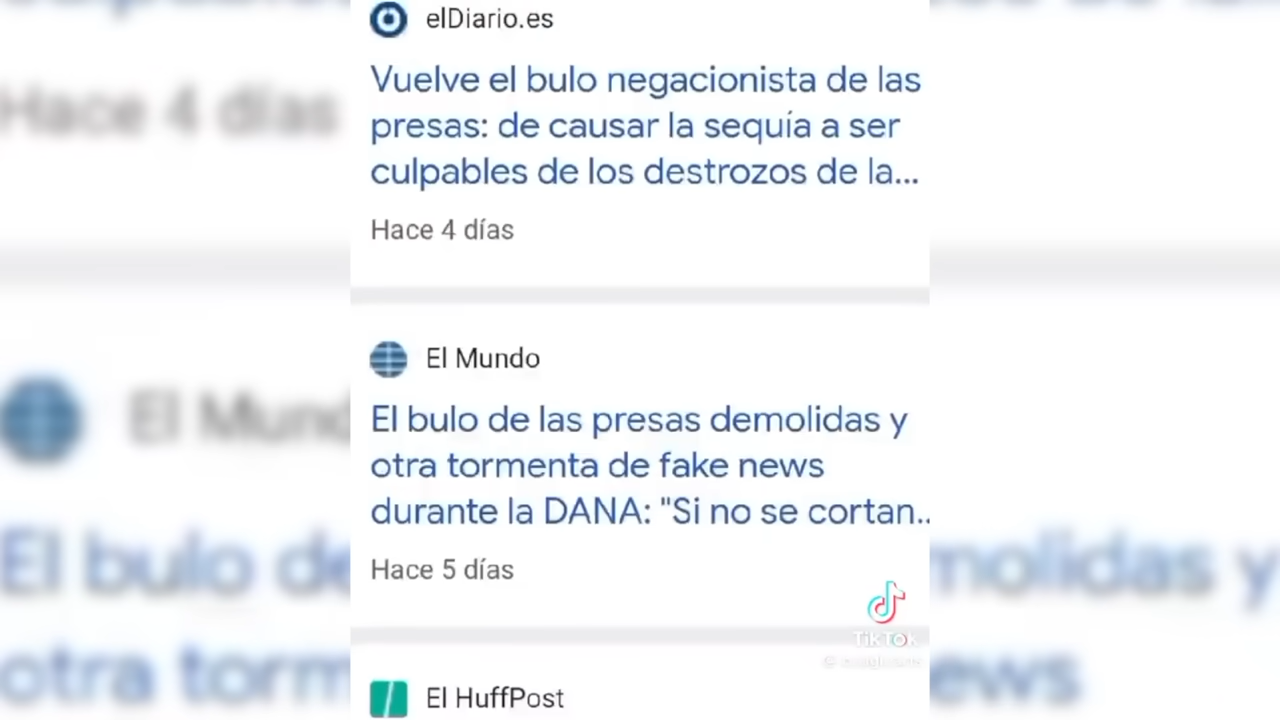 elDiario.es
Vuelve el bulo negacionista de las
presas: de causar la sequía a ser
culpables de los destrozos de la...
Hace 4 días
El Mundo
El bulo de las presas demolidas y
otra tormenta de fake news
durante la DANA: "Si no se cortan..
Hace 5 días
TikTok
El HuffPost